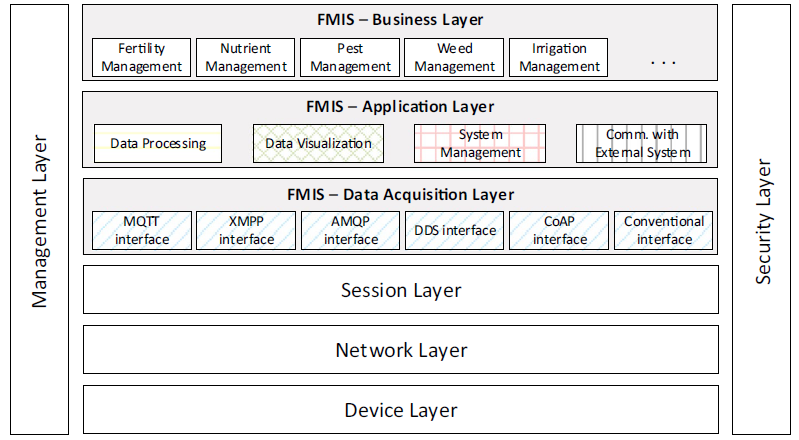 Management Layer
FMIS – Business Layer
Fertility
Management
Nutrient
Management
Pest
Management
Weed
Management
Irrigation
Management
. . .
FMIS – Application Layer
Data Processing
Data Visualization
System
Management
Comm. with
External System
FMIS – Data Acquisition Layer
MQTT
interface
XMPP
interface
AMQP
interface
DDS interface
CoAP
interface
Conventional
interface
Session Layer
Network Layer
Device Layer
Security Layer